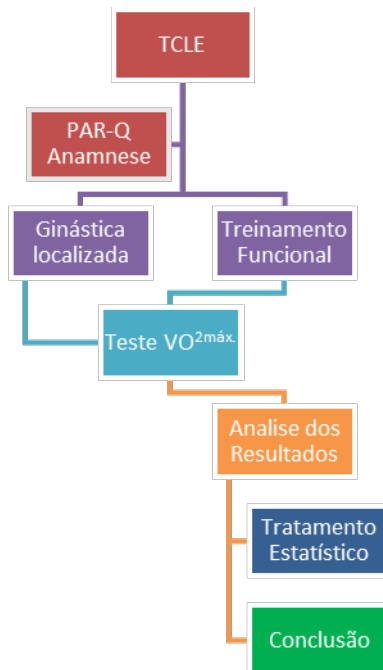 TCLE
PAR-Q
Anamnese
Ginástica
localizada
Treinamento
Funcional
Teste VO²ᵐáˣ·
Analise dos
Resultados
Tratamento
Estatístico
Conclusão